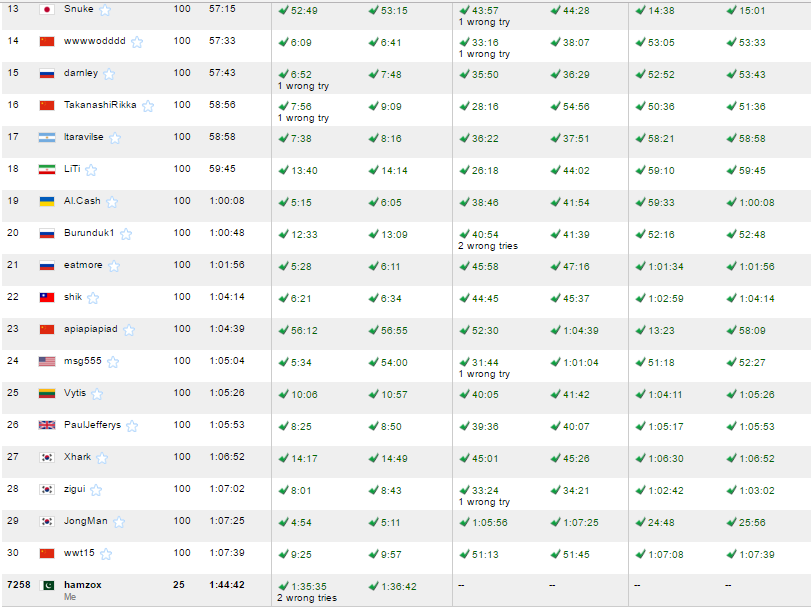 13 Snuke 100 57:15 52:49 53:15 43:57 44:28 14:38 15:01
1 wrong try
14 wwwwodddd 100 57:33 6:09 6:41 33:16 38:07 53:05 53:33
1 wrong try
15 darnley 100 57:43 6:52 7:48 35:50 36:29 52:52 53:43
1 wrong try
16 TakanashiRikka 100 58:56 7:56 9:09 28:16 54:56 50:36 51:36
1 wrong try
17 ltaravilse 100 58:58 7:38 8:16 36:22 37:51 58:21 58:58
18 LiTi 100 59:45 13:40 14:14 26:18 44:02 59:10 59:45
19 Al.Cash 100 1:00:08 5:15 6:05 38:46 41:54 59:33 1:00:08
20 Burunduk1 100 1:00:48 12:33 13:09 40:54 41:39 52:16 52:48
2 wrong tries
21 eatmore 100 1:01:56 5:28 6:11 45:58 47:16 1:01:34 1:01:56
22 shik 100 1:04:14 6:21 6:34 44:45 45:37 1:02:59 1:04:14
23 apiapiapiad 100 1:04:39 56:12 56:55 52:30 1:04:39 13:23 58:09
24 msg555 100 1:05:04 5:34 54:00 31:44 1:01:04 51:18 52:27
1 wrong try
25 Vytis 100 1:05:26 10:06 10:57 40:05 41:42 1:04:11 1:05:26
26 PaulJefferys 100 1:05:53 8:25 8:50 39:36 40:07 1:05:17 1:05:53
27 Xhark 100 1:06:52 14:17 14:49 45:01 45:26 1:06:30 1:06:52
28 zigui 100 1:07:02 8:01 8:43 33:24 34:21 1:02:42 1:03:02
1 wrong try
29 JongMan 100 1:07:25 4:54 5:11 1:05:56 1:07:25 24:48 25:56
30 wwt15 100 1:07:39 9:25 9:57 51:13 51:45 1:07:08 1:07:39
7258 hamzox 25 1:44:42 1:35:35 1:36:42 -- -- -- --
Me 2 wrong tries